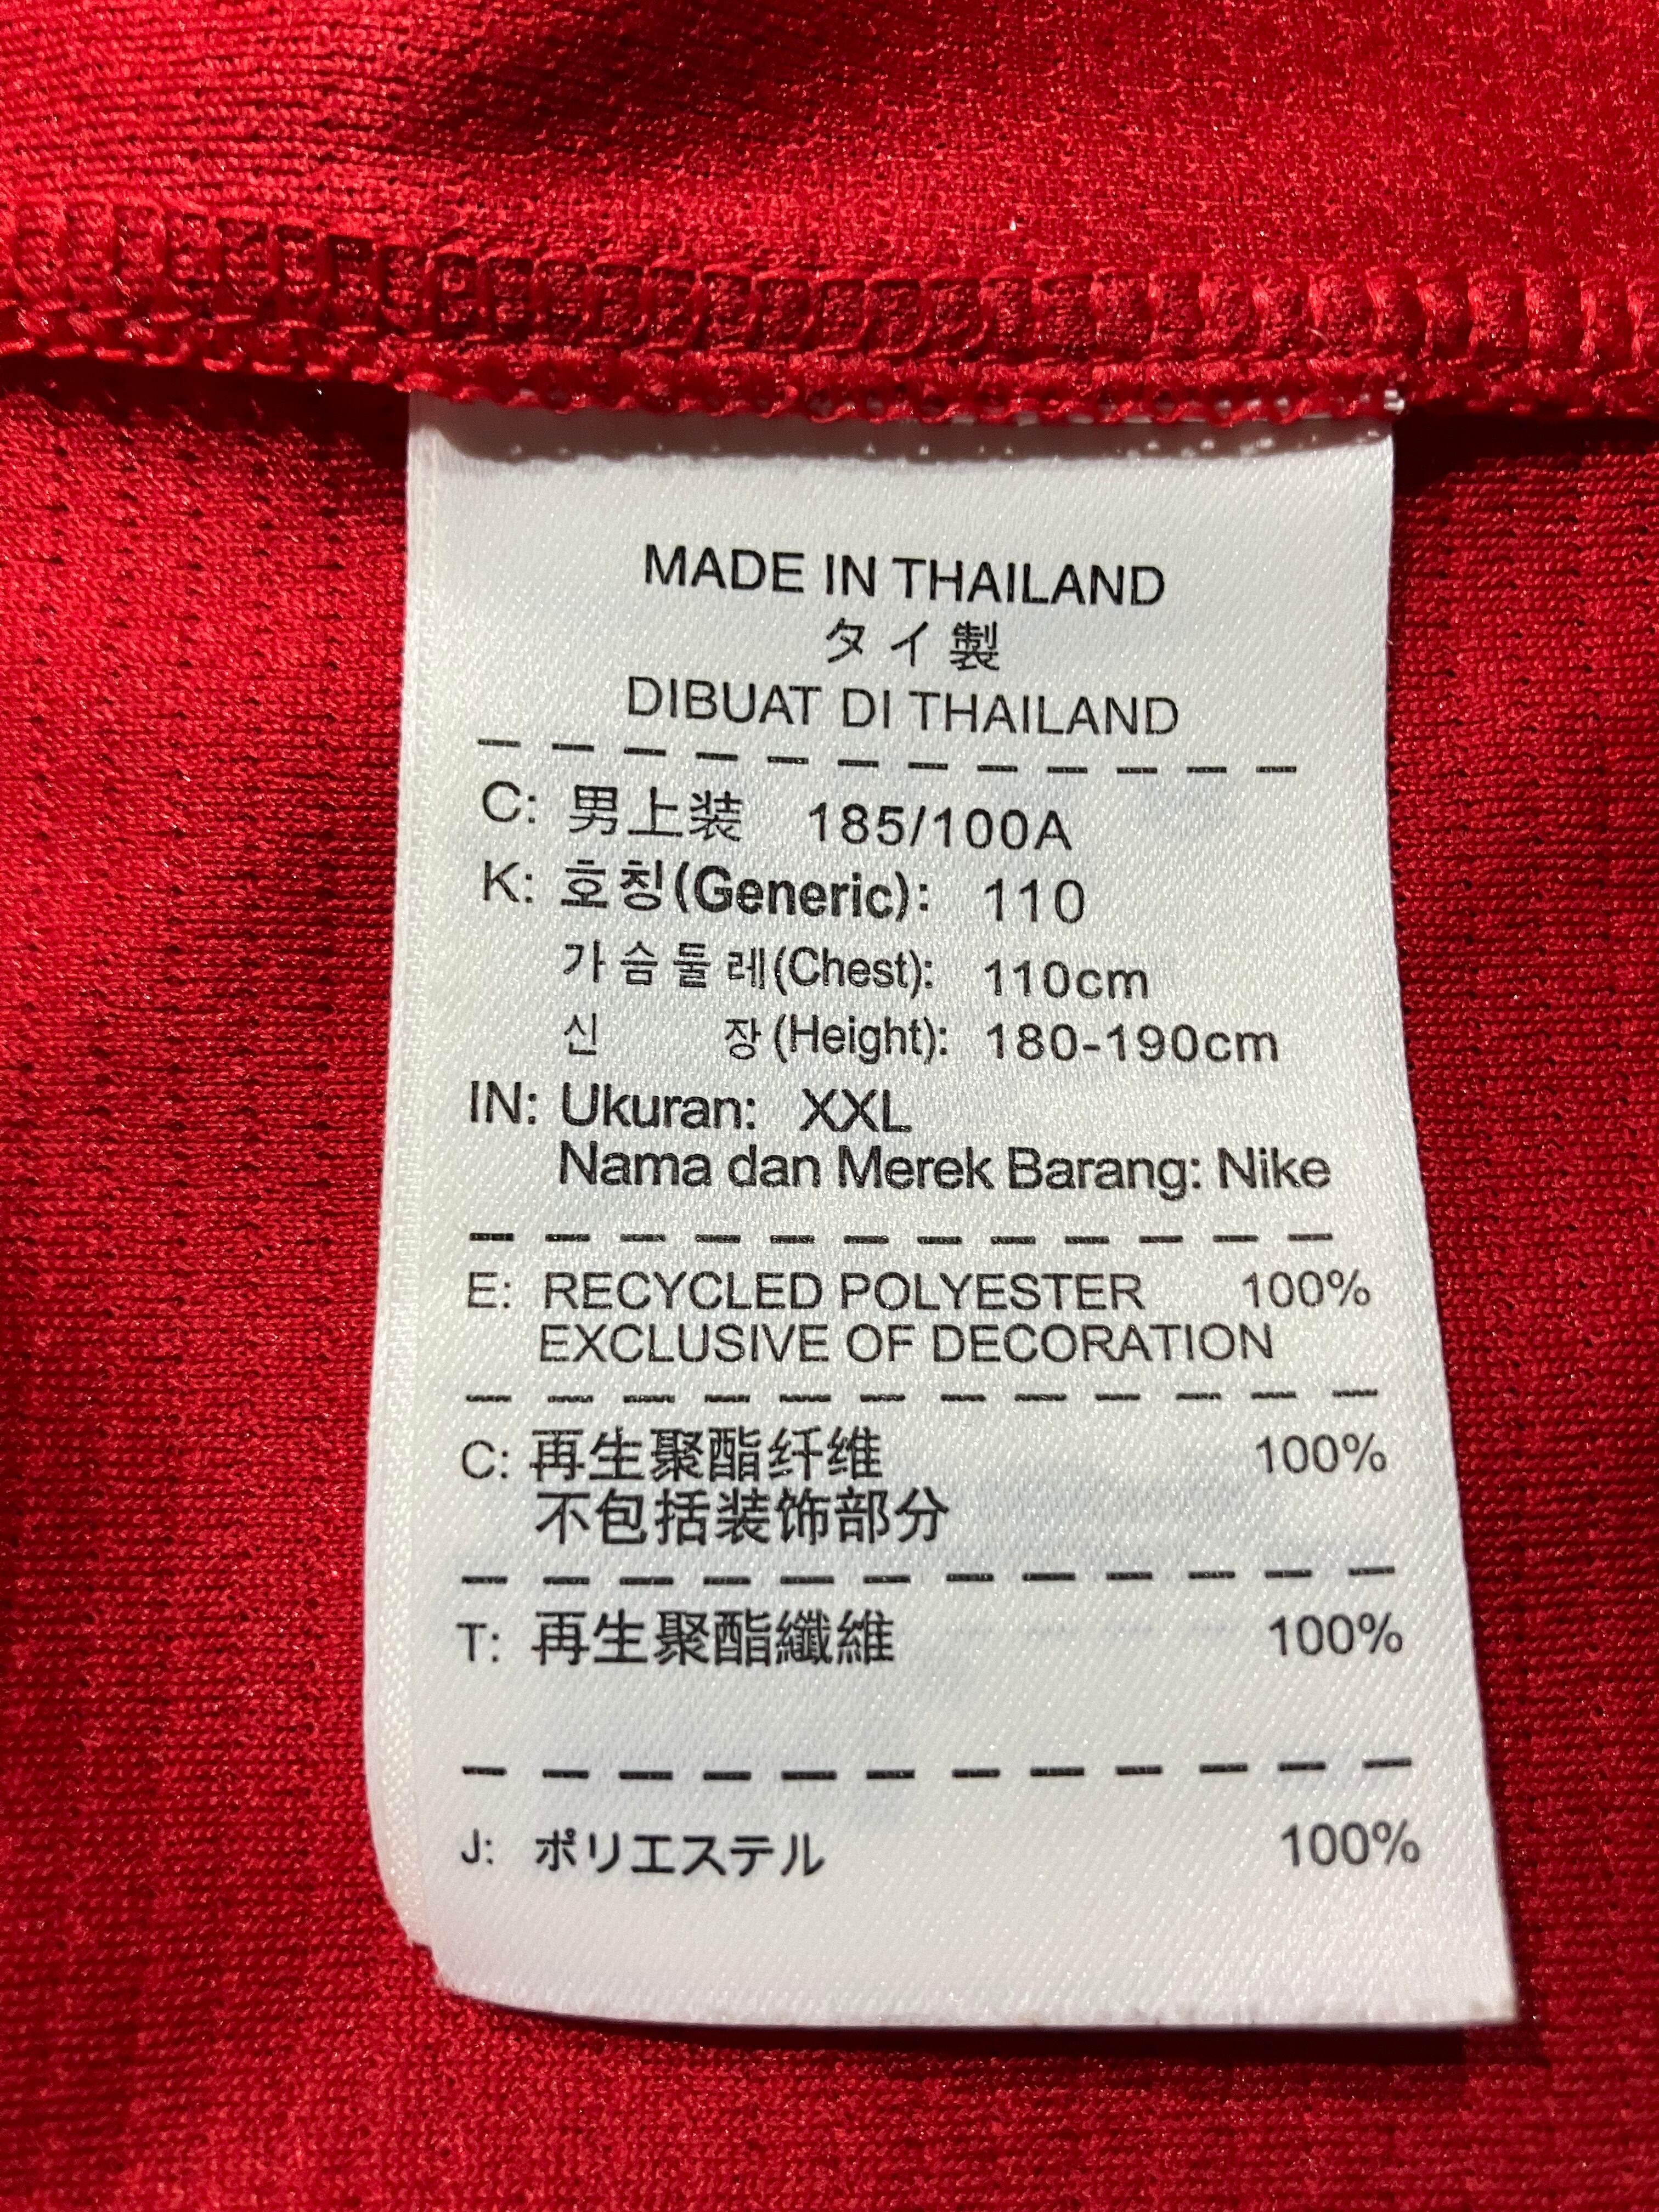 MADE IN THAILAND
タイ製
DIBUAT DI THAILAND
C: 男上装 185/100A
K: 호칭(Generic): 110
가슴둘레(Chest): 110cm
신 장(Height): 180-190cm
IN: Ukuran: XXL
Nama dan Merek Barang: Nike
E: RECYCLED POLYESTER 100%
EXCLUSIVE OF DECORATION
C: 再生聚酯纤维 100%
不包括装饰部分
T: 再生聚酯纖維 100%
J: ポリエステル 100%